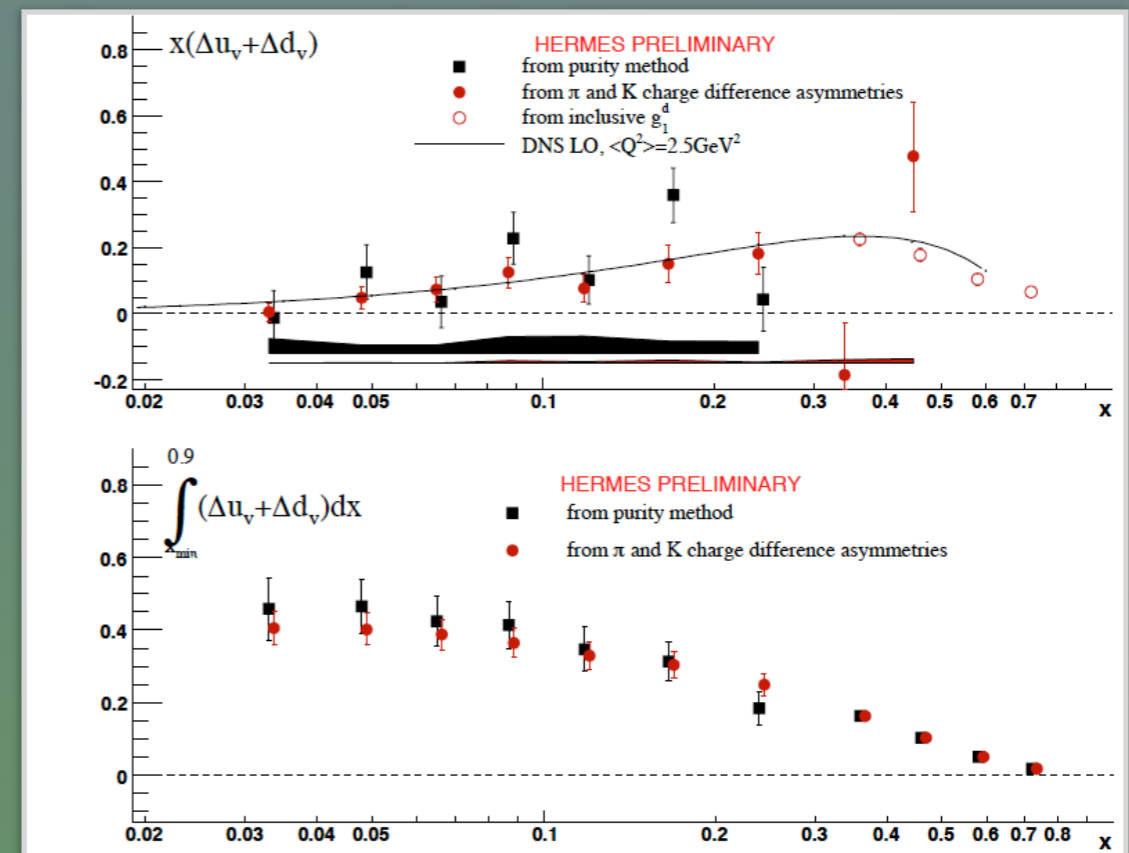 x(Δu_v+Δd_v)
HERMES PRELIMINARY
from purity method
from π and K charge difference asymmetries
from inclusive g_1^d
DNS LO, <Q²>=2.5GeV²
0.8
0.6
0.4
0.2
0
-0.2
0.02 0.03 0.04 0.05 0.1 0.2 0.3 0.4 0.5 0.6 0.7
x
0.9
∫(Δu_v+Δd_v)dx
x_min
HERMES PRELIMINARY
from purity method
from π and K charge difference asymmetries
0.8
0.6
0.4
0.2
0
0.02 0.03 0.04 0.05 0.1 0.2 0.3 0.4 0.5 0.6 0.7 0.8
x